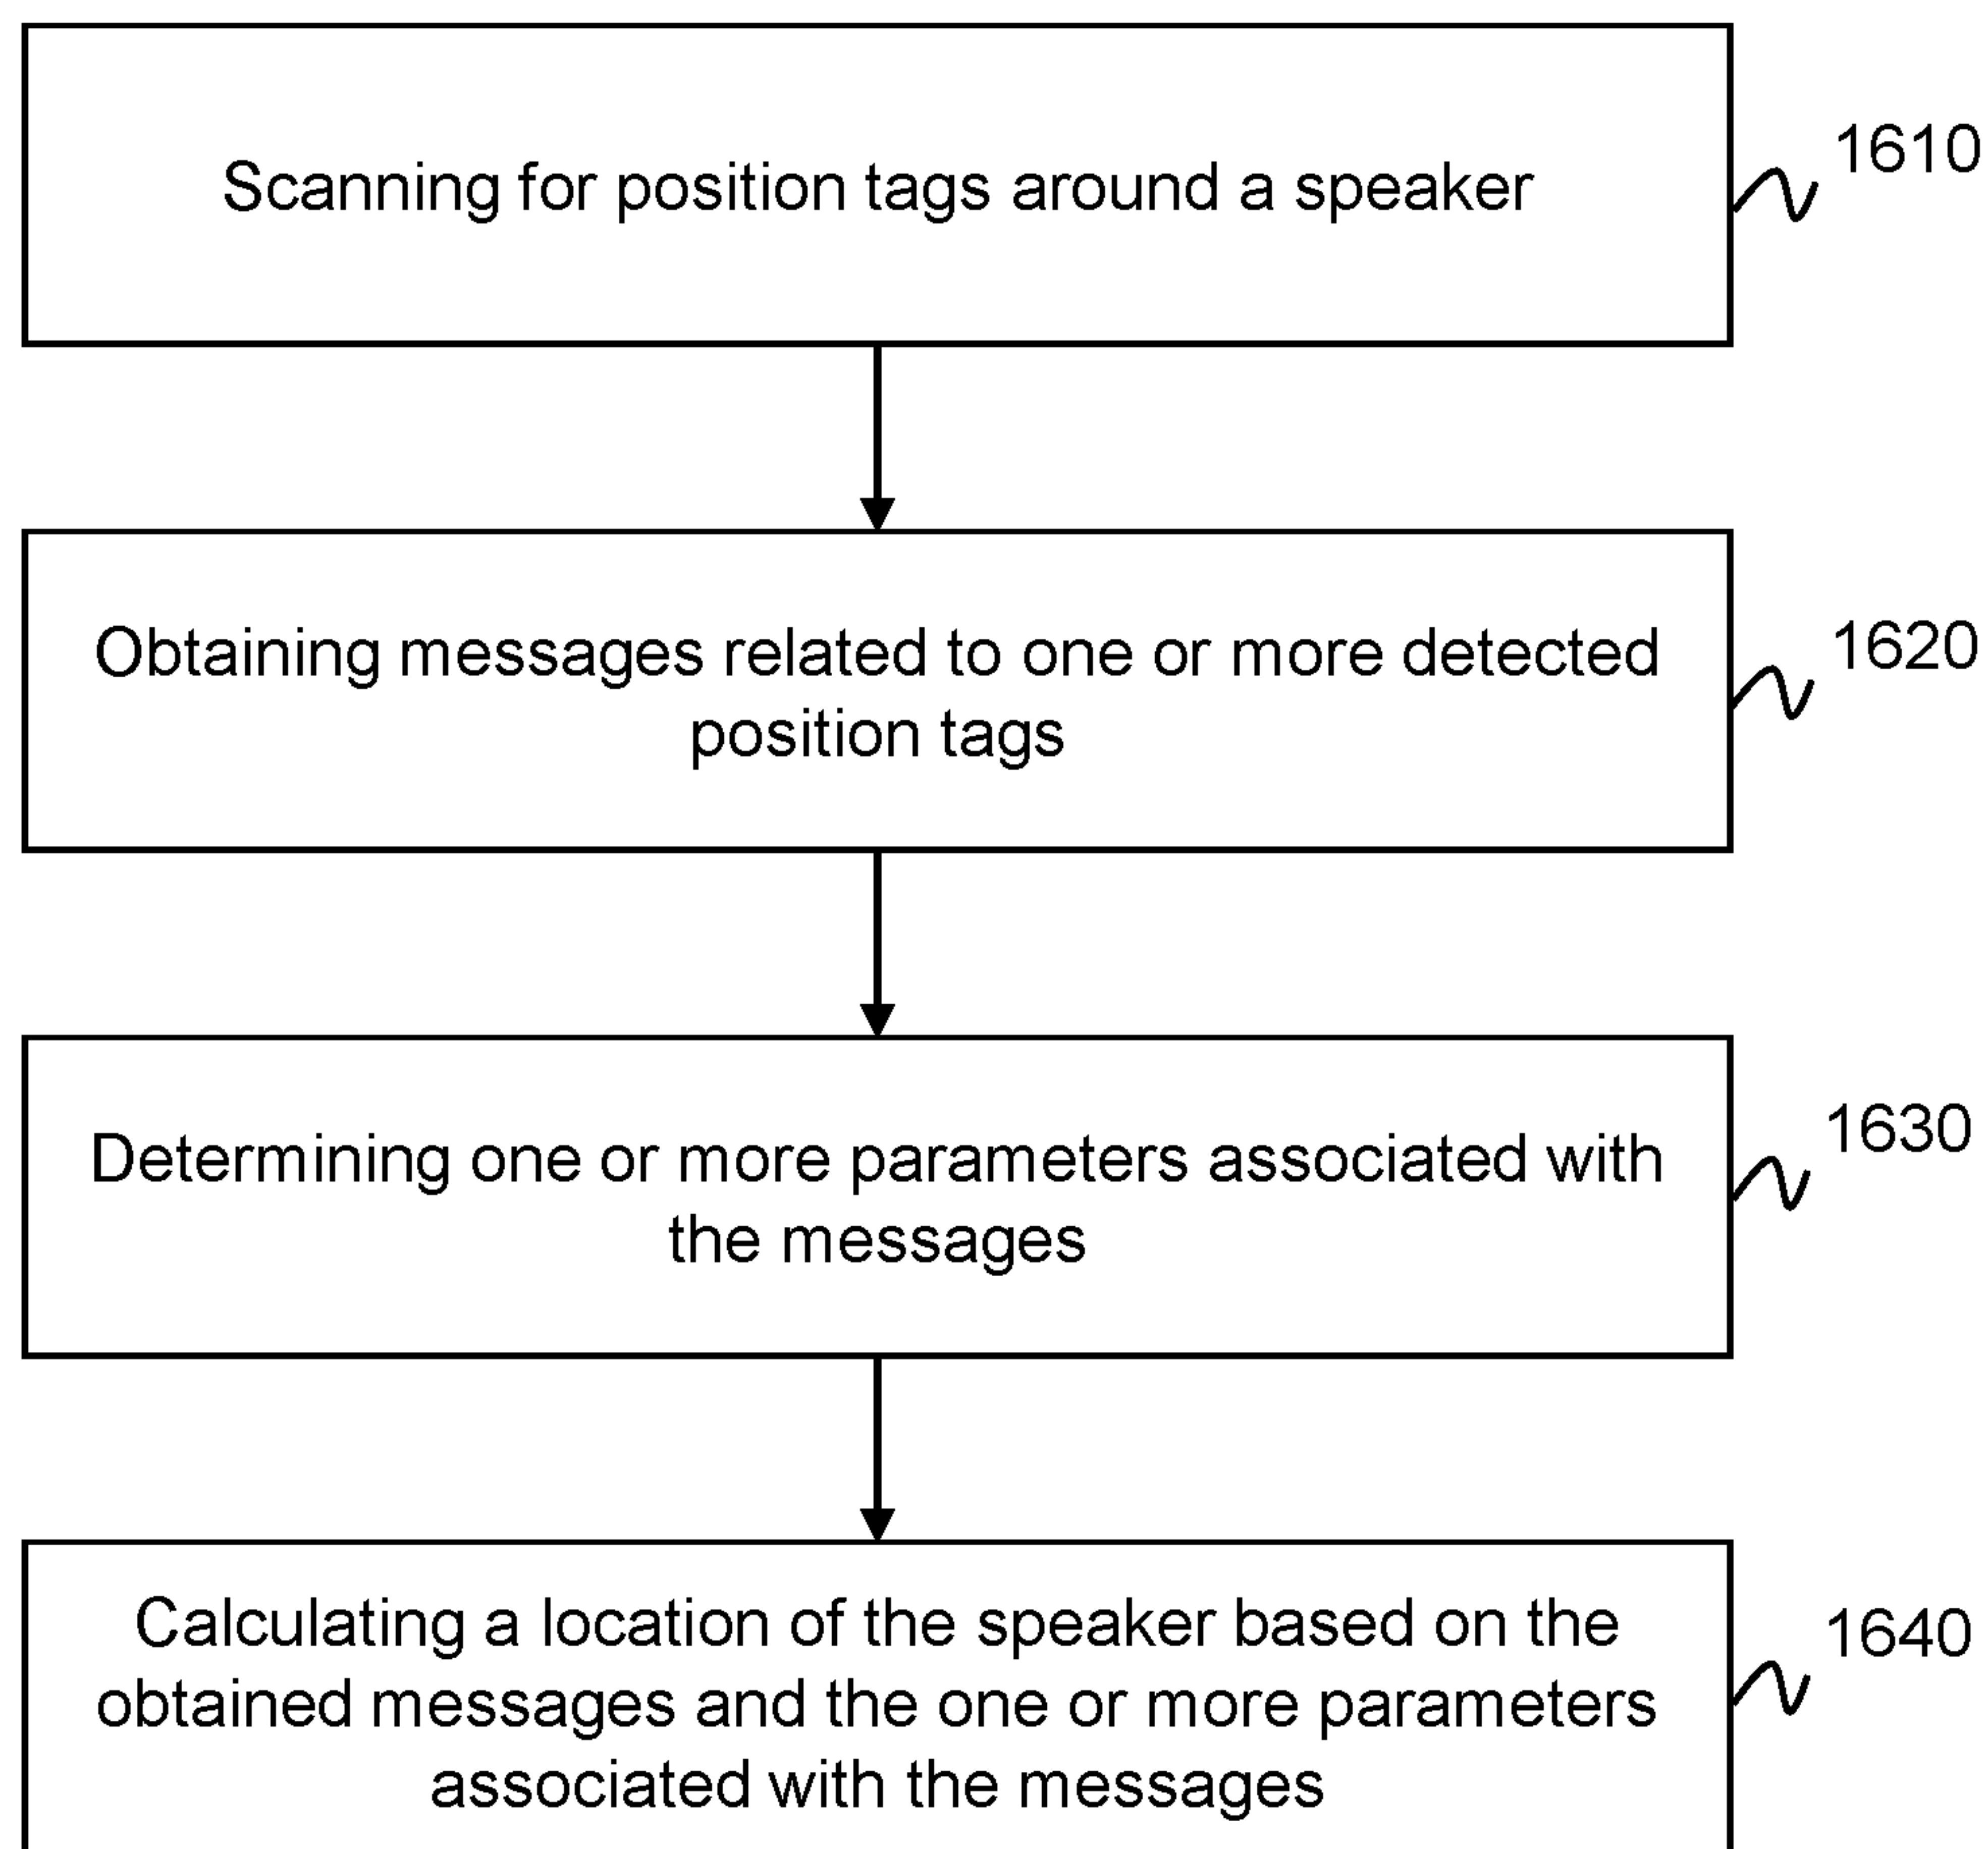 Scanning for position tags around a speaker
1610
Obtaining messages related to one or more detected
position tags
1620
Determining one or more parameters associated with
the messages
1630
Calculating a location of the speaker based on the
obtained messages and the one or more parameters
associated with the messages
1640